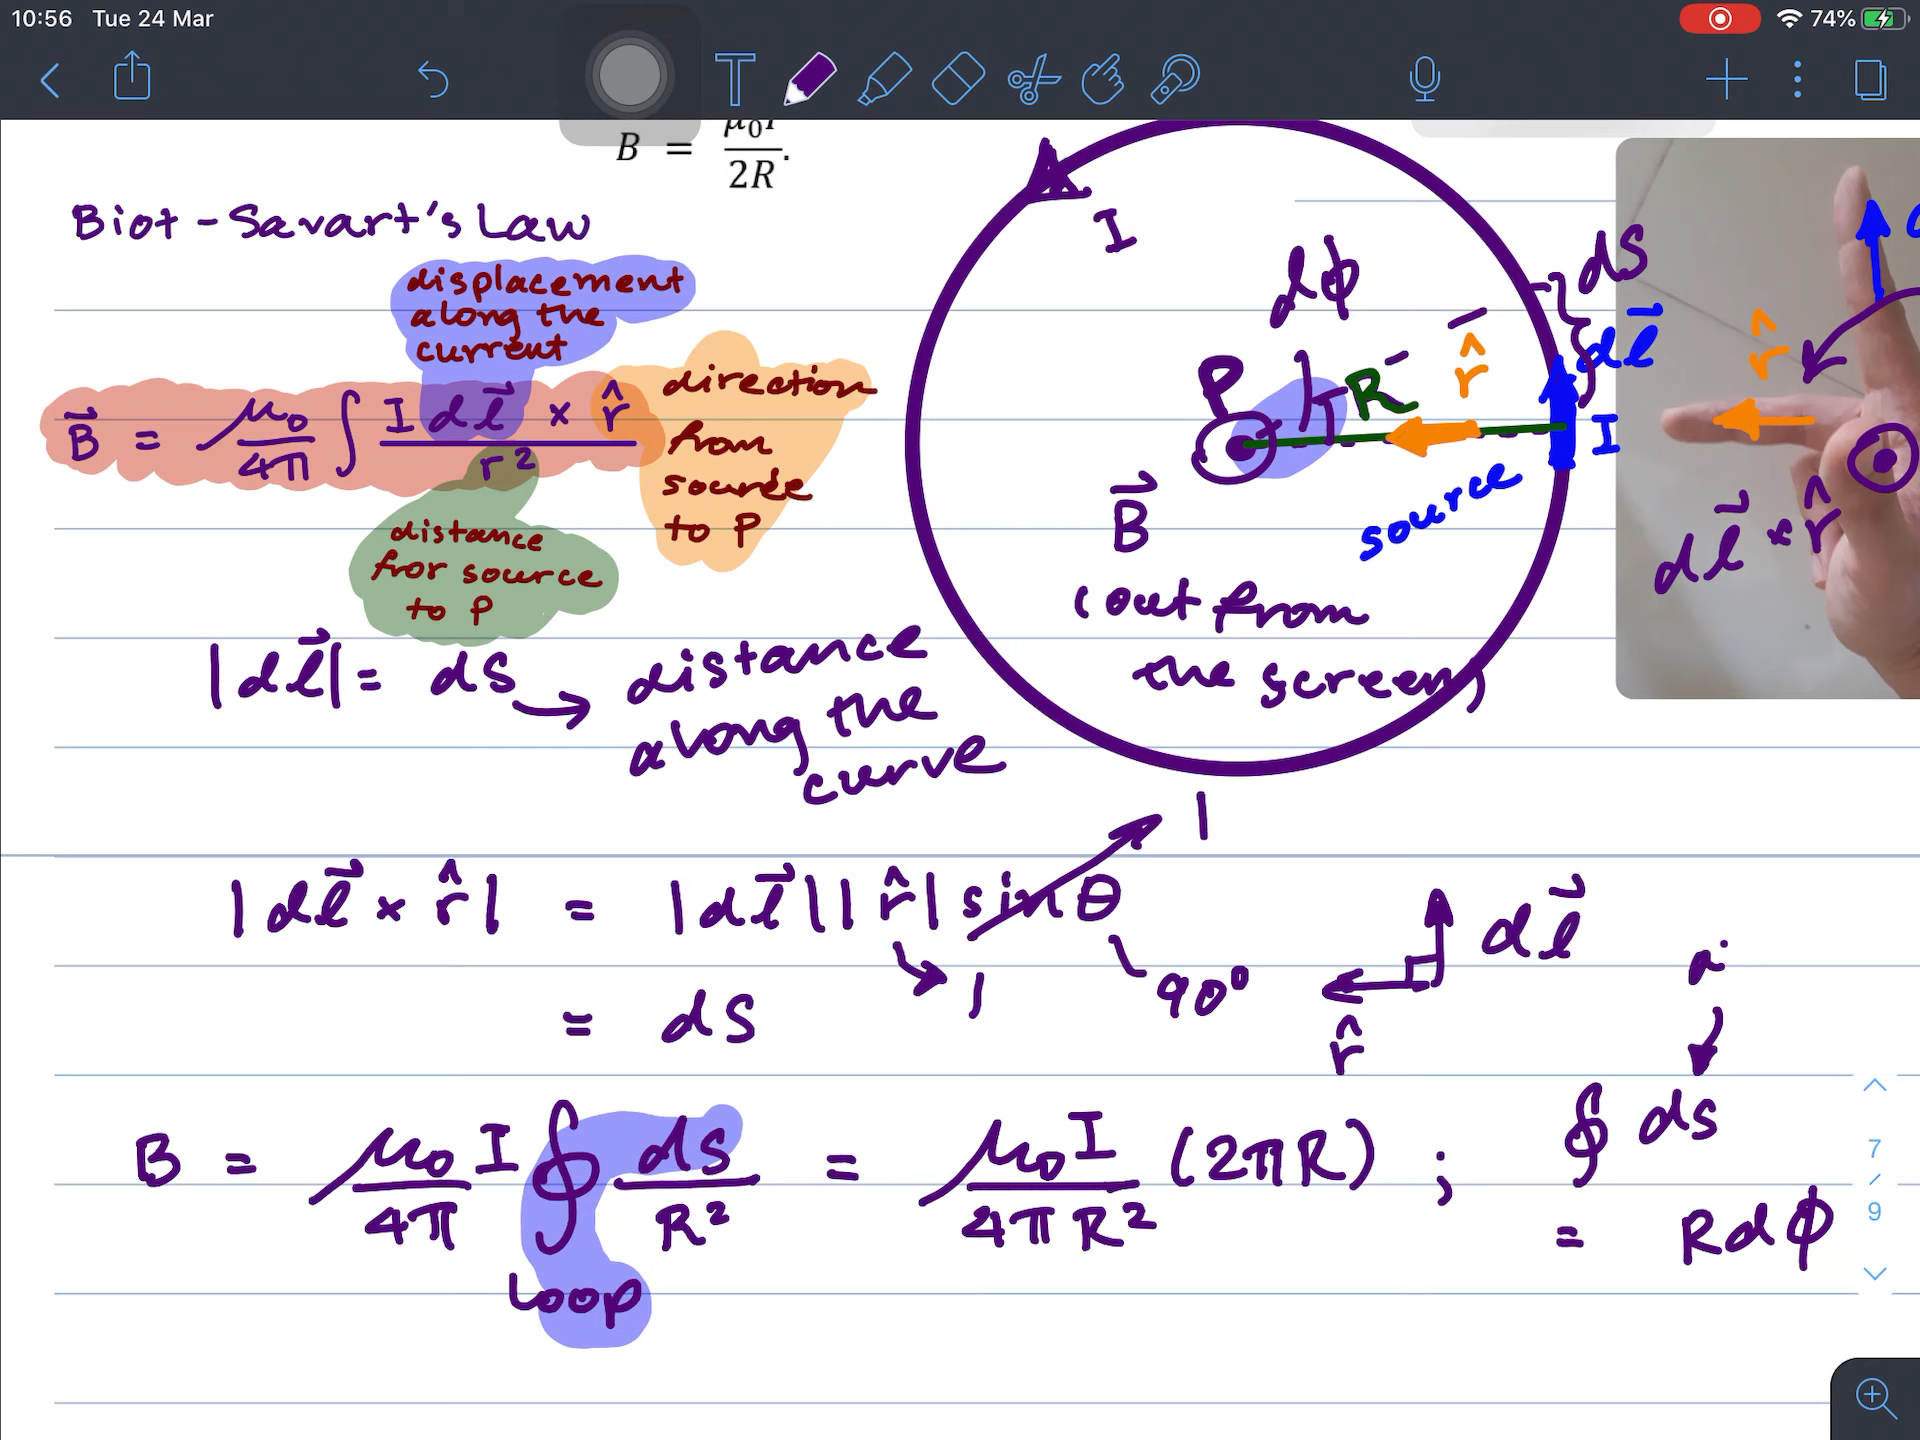 10:56 Tue 24 Mar
74%
B = μ₀I / 2R.
Biot - Savart's Law
displacement
along the
current
B⃗ = μ₀/4π ∫ I dl⃗ × r̂ / r²
direction
from
source
to P
distance
fror source
to P
|dl⃗| = ds → distance
along the
curve
I
dϕ
ds
dl⃗
r̂
P
R
I
source
B⃗
(out from
the screen)
r̂
dl⃗ × r̂
|dl⃗ × r̂| = |dl⃗| |r̂| sin θ
1
1
90°
= ds
dl⃗
r̂
B = μ₀I/4π ∮ ds/R² = μ₀I/4πR² (2πR) ; ∮ ds
Loop
= R dϕ
7
/
9